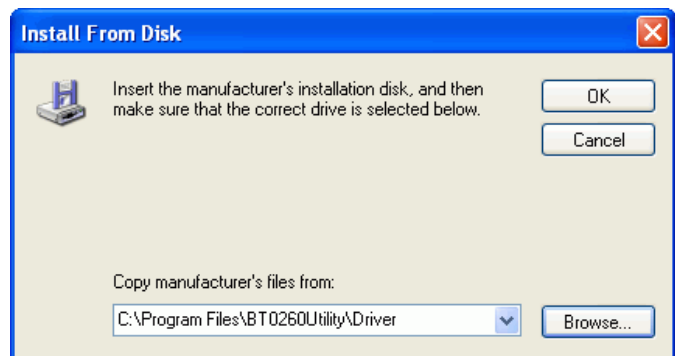 Install From Disk
Insert the manufacturer's installation disk, and then
make sure that the correct drive is selected below.
OK
Cancel
Copy manufacturer's files from:
C:\Program Files\BT0260Utility\Driver
Browse...